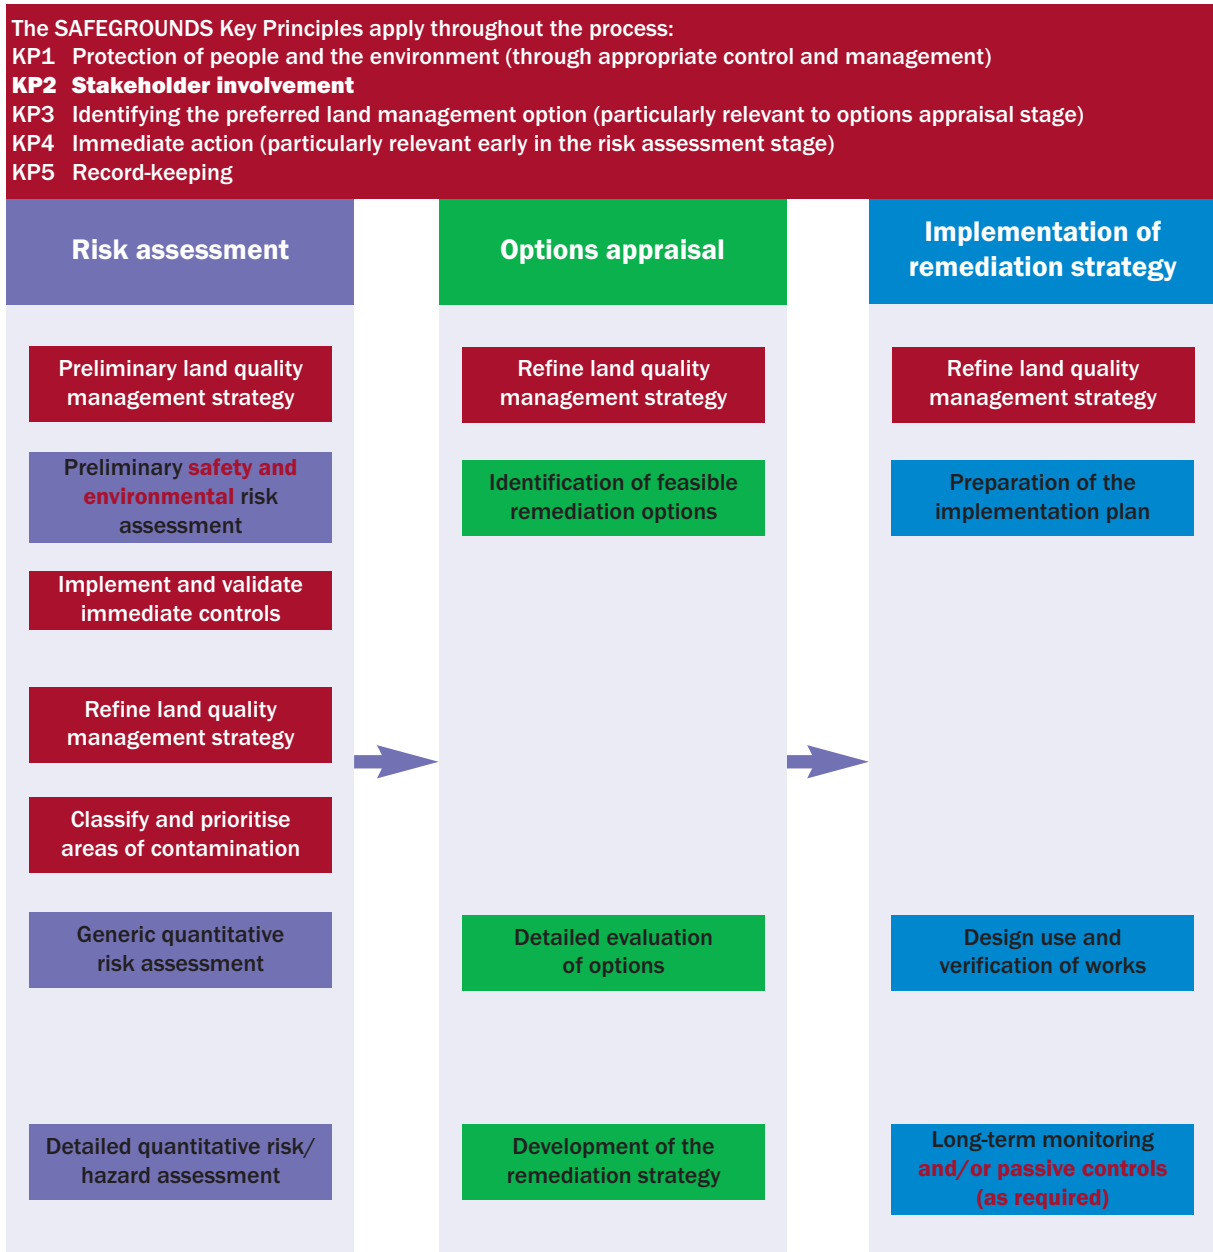 The SAFEGROUNDS Key Principles apply throughout the process:
KP1 Protection of people and the environment (through appropriate control and management)
KP2 Stakeholder involvement
KP3 Identifying the preferred land management option (particularly relevant to options appraisal stage)
KP4 Immediate action (particularly relevant early in the risk assessment stage)
KP5 Record-keeping
Risk assessment
Preliminary land quality
management strategy
Preliminary safety and
environmental risk
assessment
Implement and validate
immediate controls
Refine land quality
management strategy
Classify and prioritise
areas of contamination
Generic quantitative
risk assessment
Detailed quantitative risk/
hazard assessment
Options appraisal
Refine land quality
management strategy
Identification of feasible
remediation options
Detailed evaluation
of options
Development of the
remediation strategy
Implementation of
remediation strategy
Refine land quality
management strategy
Preparation of the
implementation plan
Design use and
verification of works
Long-term monitoring
and/or passive controls
(as required)